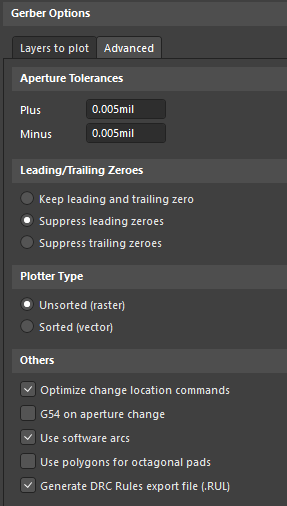 Gerber Options
Layers to plot Advanced
Aperture Tolerances
Plus 0.005mil
Minus 0.005mil
Leading/Trailing Zeroes
Keep leading and trailing zero
Suppress leading zeroes
Suppress trailing zeroes
Plotter Type
Unsorted (raster)
Sorted (vector)
Others
Optimize change location commands
G54 on aperture change
Use software arcs
Use polygons for octagonal pads
Generate DRC Rules export file (.RUL)